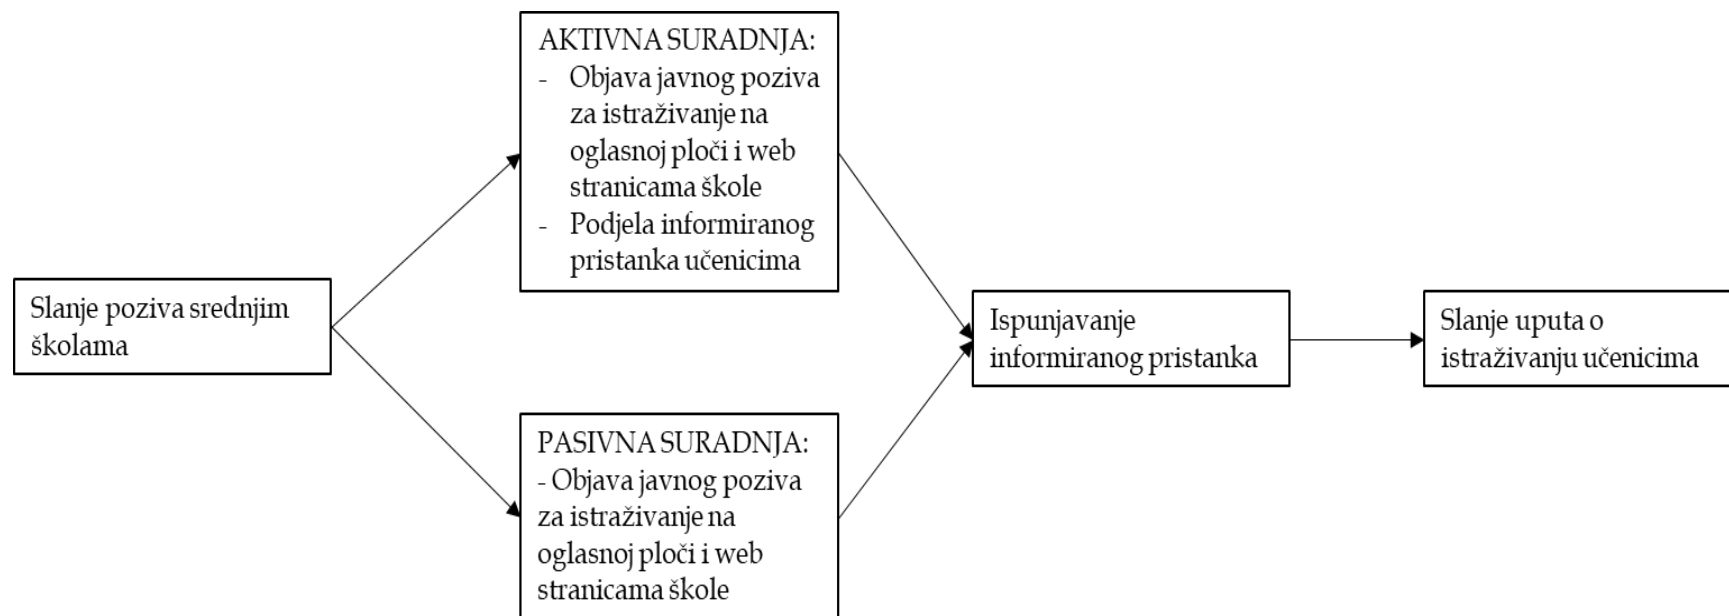 Slanje poziva srednjim
školama
AKTIVNA SURADNJA:
- Objava javnog poziva
za istraživanje na
oglasnoj ploči i web
stranicama škole
- Podjela informiranog
pristanka učenicima
PASIVNA SURADNJA:
- Objava javnog poziva
za istraživanje na
oglasnoj ploči i web
stranicama škole
Ispunjavanje
informiranog pristanka
Slanje uputa o
istraživanju učenicima